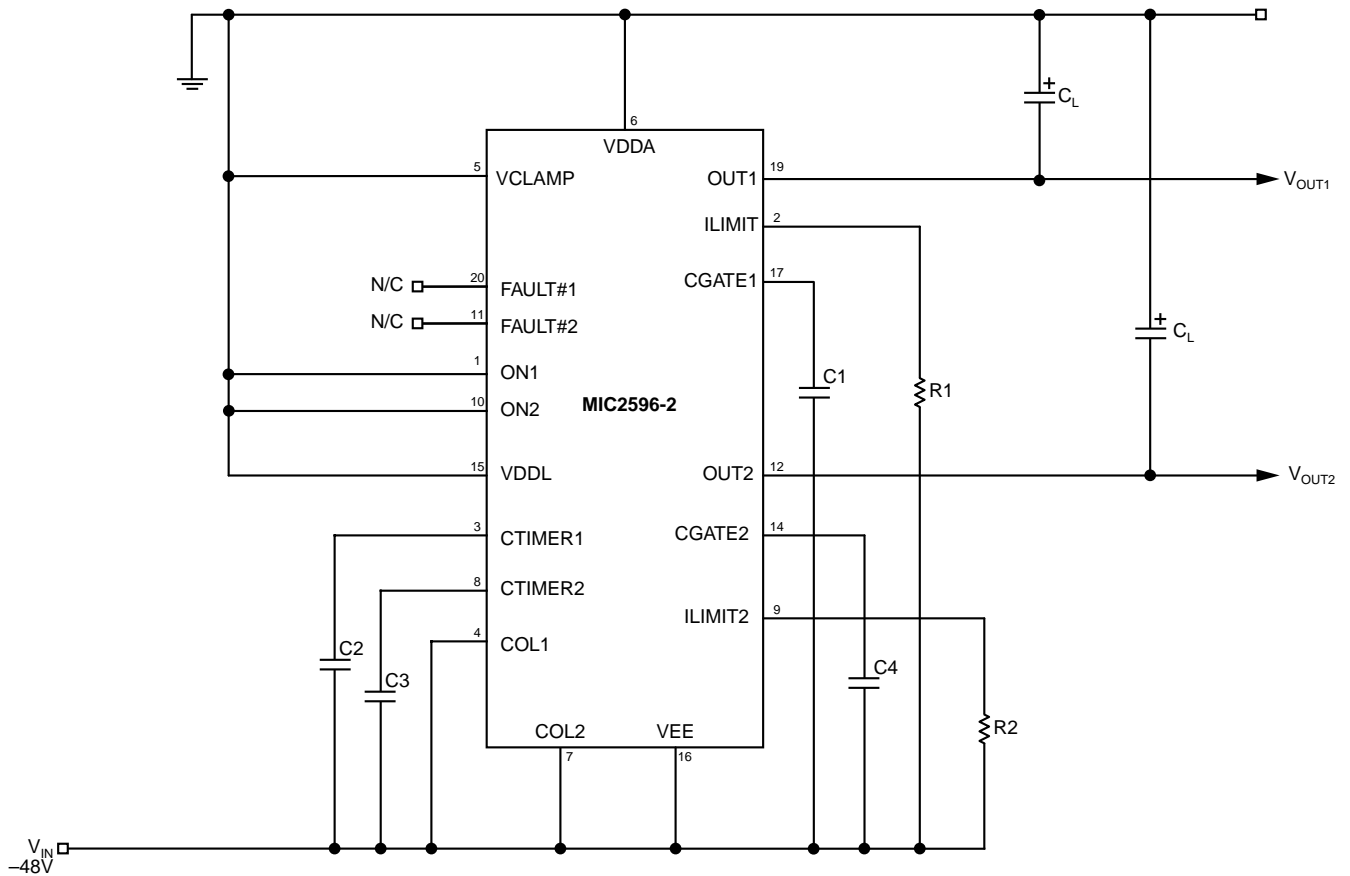 6
VDDA
+
C_L
5
VCLAMP
OUT1
19
V_OUT1
ILIMIT
2
N/C
20
FAULT#1
CGATE1
17
N/C
11
FAULT#2
+
C_L
1
ON1
C1
R1
10
ON2
MIC2596-2
15
VDDL
OUT2
12
V_OUT2
3
CTIMER1
CGATE2
14
8
CTIMER2
ILIMIT2
9
4
COL1
C2
C3
C4
COL2
VEE
R2
7
16
V_IN
–48V